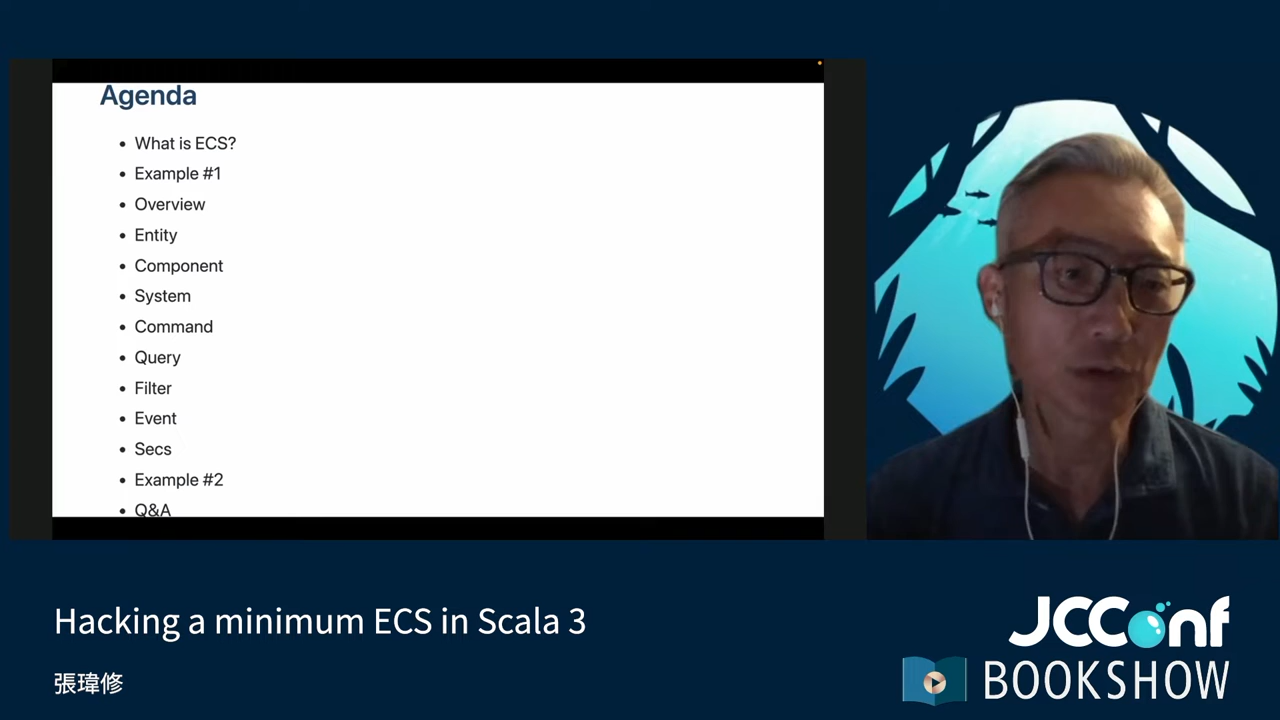 Agenda
What is ECS?
Example #1
Overview
Entity
Component
System
Command
Query
Filter
Event
Secs
Example #2
Q&A
Hacking a minimum ECS in Scala 3
張瑋修
JCConf
BOOKSHOW